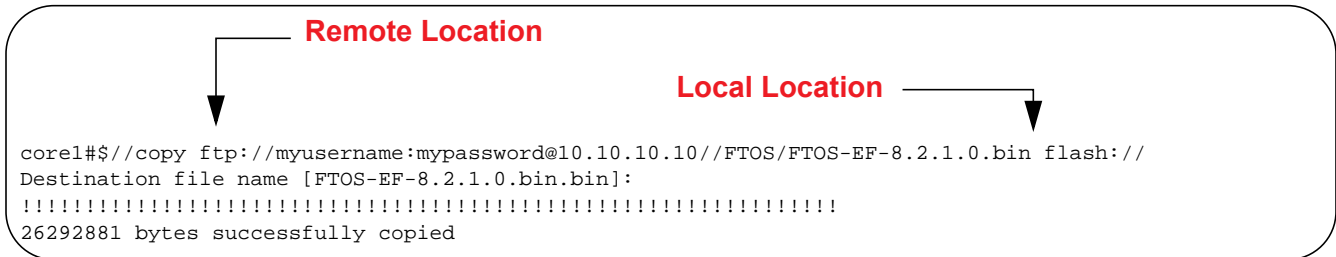 Remote Location
Local Location
core1#$//copy ftp://myusername:mypassword@10.10.10.10//FTOS/FTOS-EF-8.2.1.0.bin flash://
Destination file name [FTOS-EF-8.2.1.0.bin.bin]:
!!!!!!!!!!!!!!!!!!!!!!!!!!!!!!!!!!!!!!!!!!!!!!!!!!!!!!!!!!!!!!!!
26292881 bytes successfully copied